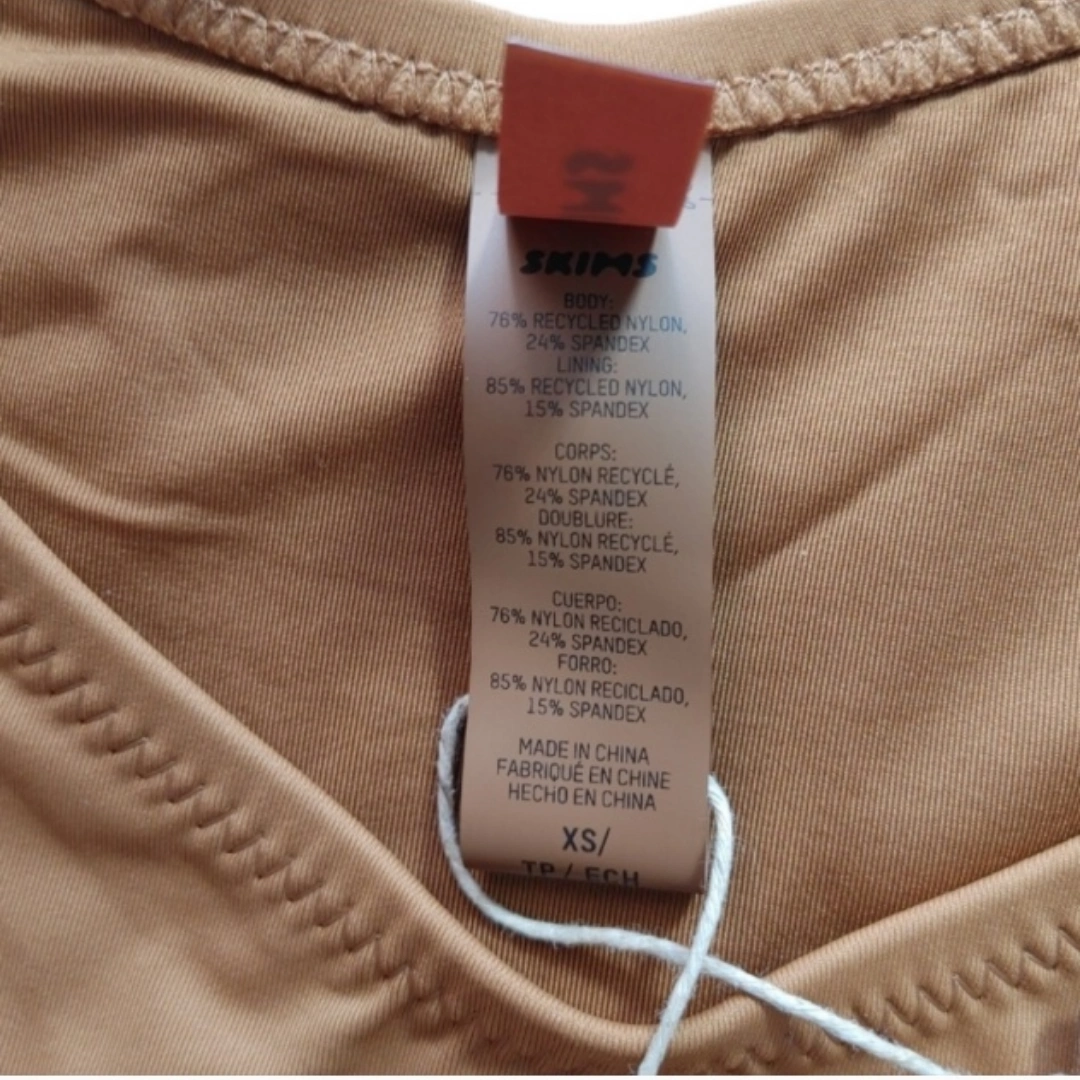 SKIMS
BODY:
76% RECYCLED NYLON,
24% SPANDEX
LINING:
85% RECYCLED NYLON,
15% SPANDEX
CORPS:
76% NYLON RECYCLÉ,
24% SPANDEX
DOUBLURE:
85% NYLON RECYCLÉ,
15% SPANDEX
CUERPO:
76% NYLON RECICLADO,
24% SPANDEX
FORRO:
85% NYLON RECICLADO,
15% SPANDEX
MADE IN CHINA
FABRIQUÉ EN CHINE
HECHO EN CHINA
XS/
TP / ECH